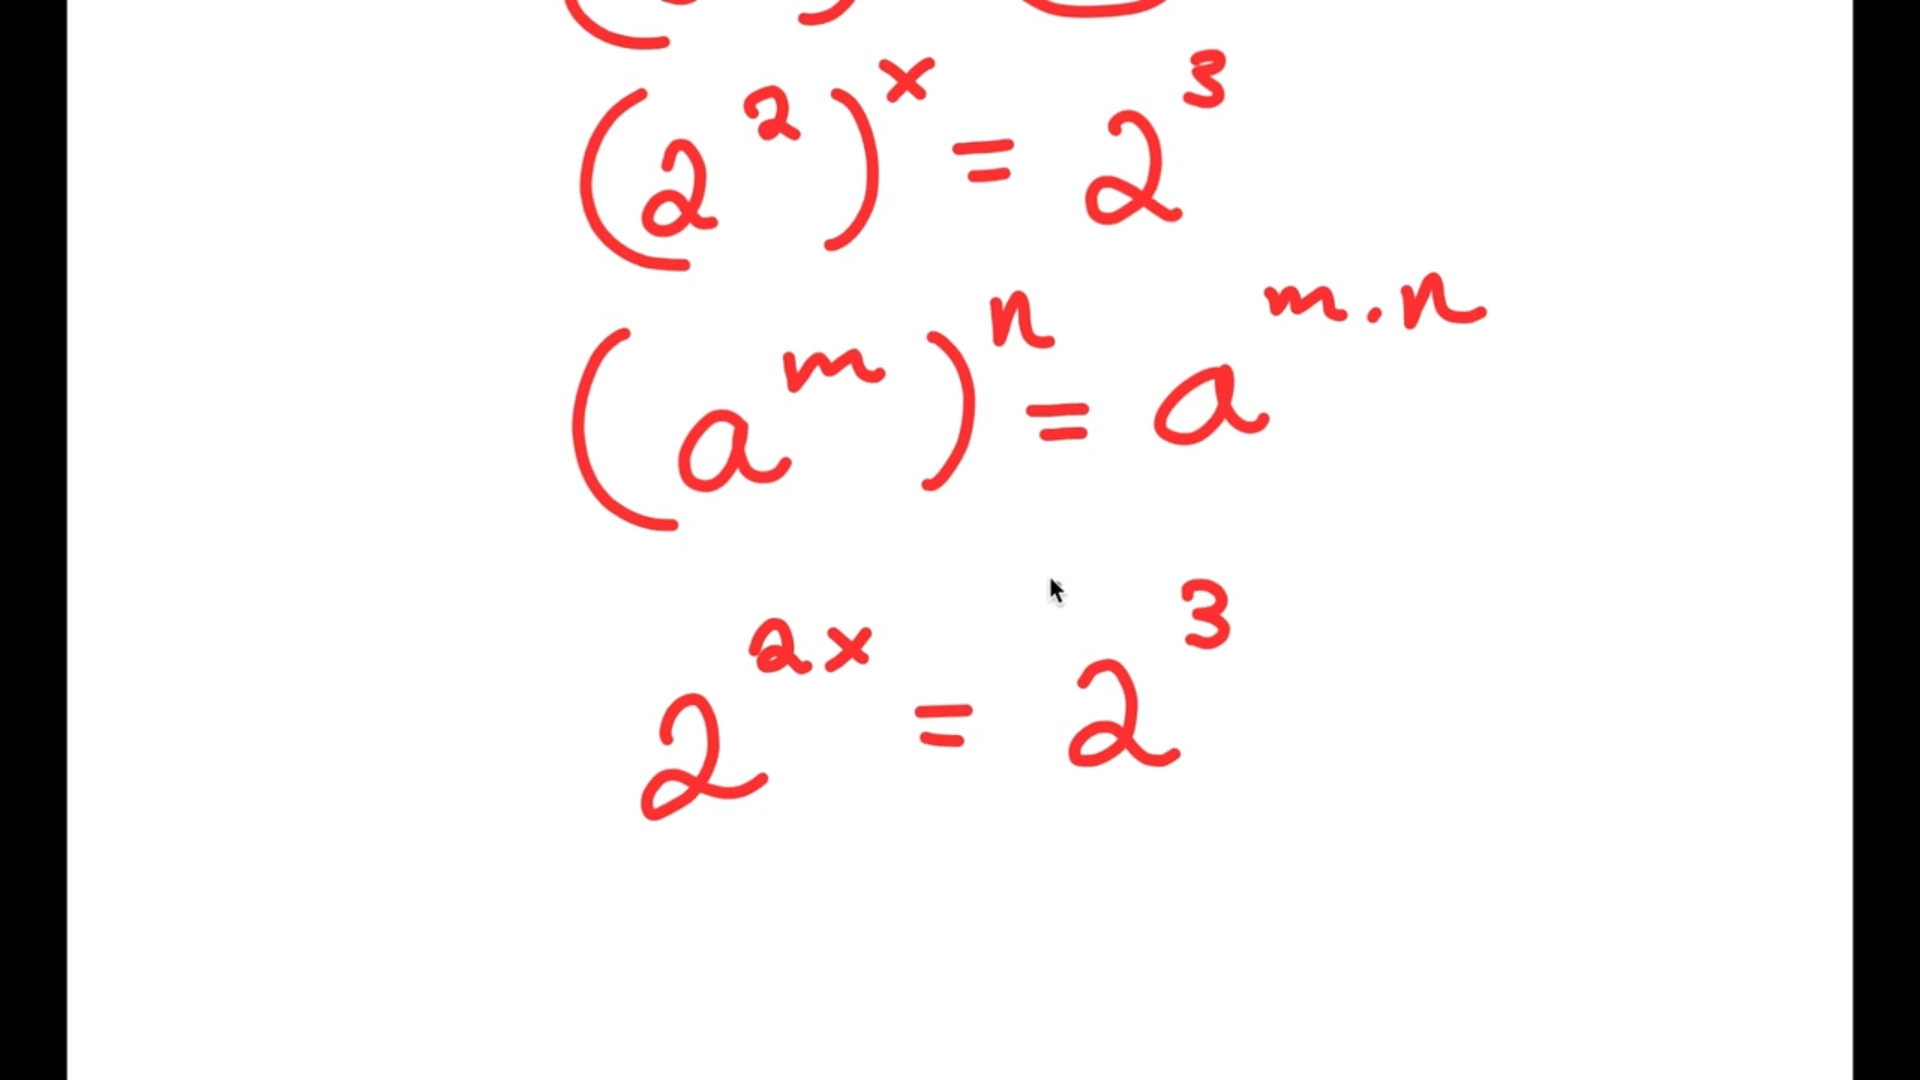 (2²)ˣ = 2³
(aᵐ)ⁿ = aᵐ·ⁿ
2²ˣ = 2³